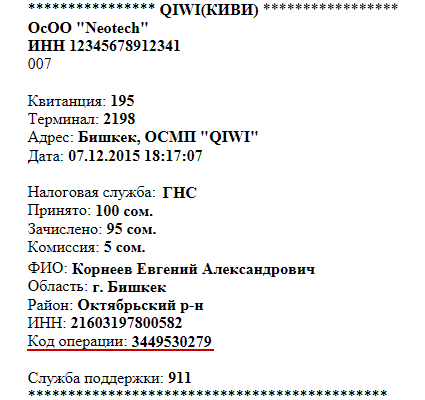 **************** QIWI(КИВИ) *****************
ОсОО "Neotech"
ИНН 12345678912341
007
Квитанция: 195
Терминал: 2198
Адрес: Бишкек, ОСМП "QIWI"
Дата: 07.12.2015 18:17:07
Налоговая служба: ГНС
Принято: 100 сом.
Зачислено: 95 сом.
Комиссия: 5 сом.
ФИО: Корнеев Евгений Александрович
Область: г. Бишкек
Район: Октябрьский р-н
ИНН: 21603197800582
Код операции: 3449530279
Служба поддержки: 911
*********************************************